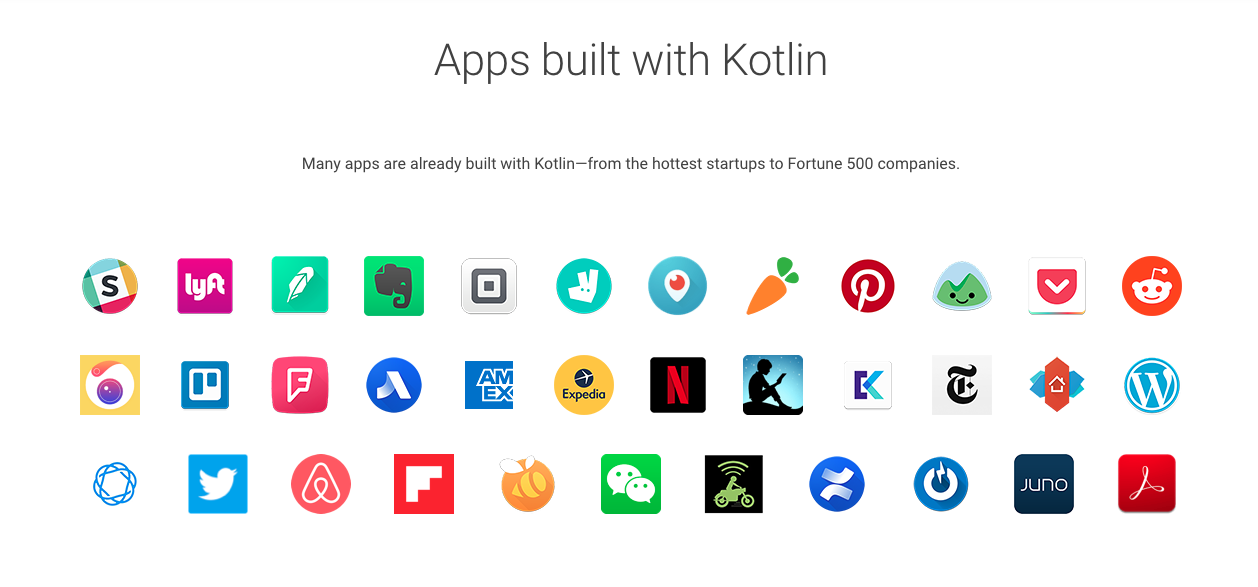 Apps built with Kotlin
Many apps are already built with Kotlin—from the hottest startups to Fortune 500 companies.
S
lyft
AM
EX
Expedia
N
K
T
W
JUNO